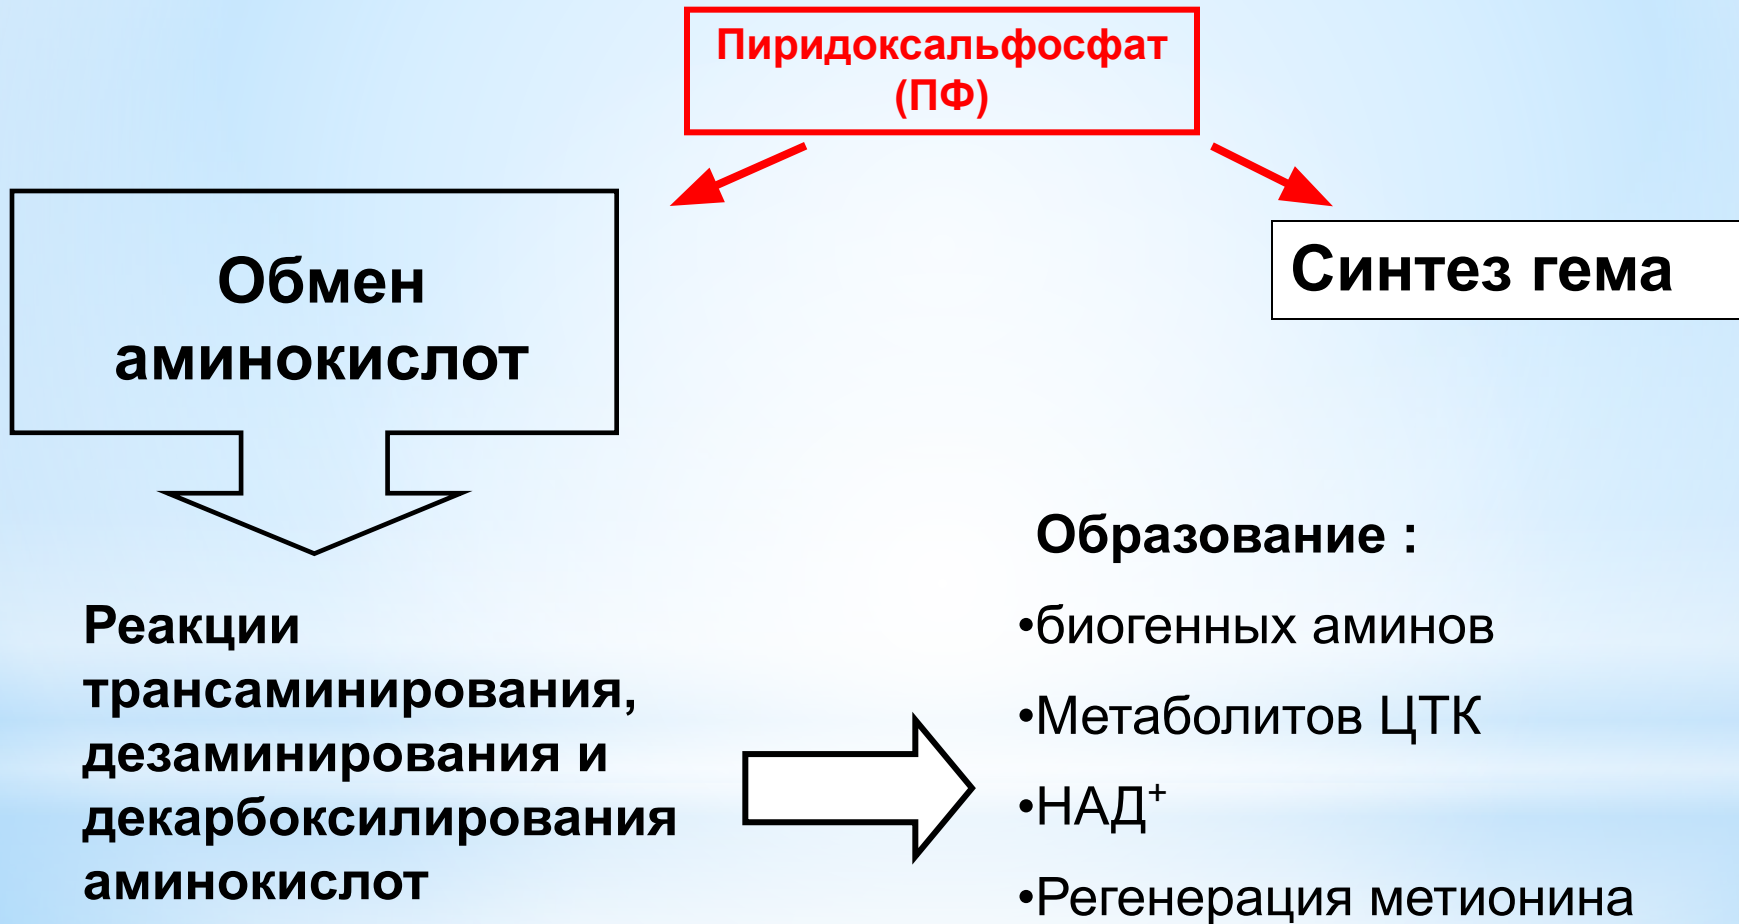 Пиридоксальфосфат
(ПФ)
Обмен
аминокислот
Синтез гема
Реакции
трансаминирования,
дезаминирования и
декарбоксилирования
аминокислот
Образование :
•биогенных аминов
•Метаболитов ЦТК
•НАД⁺
•Регенерация метионина